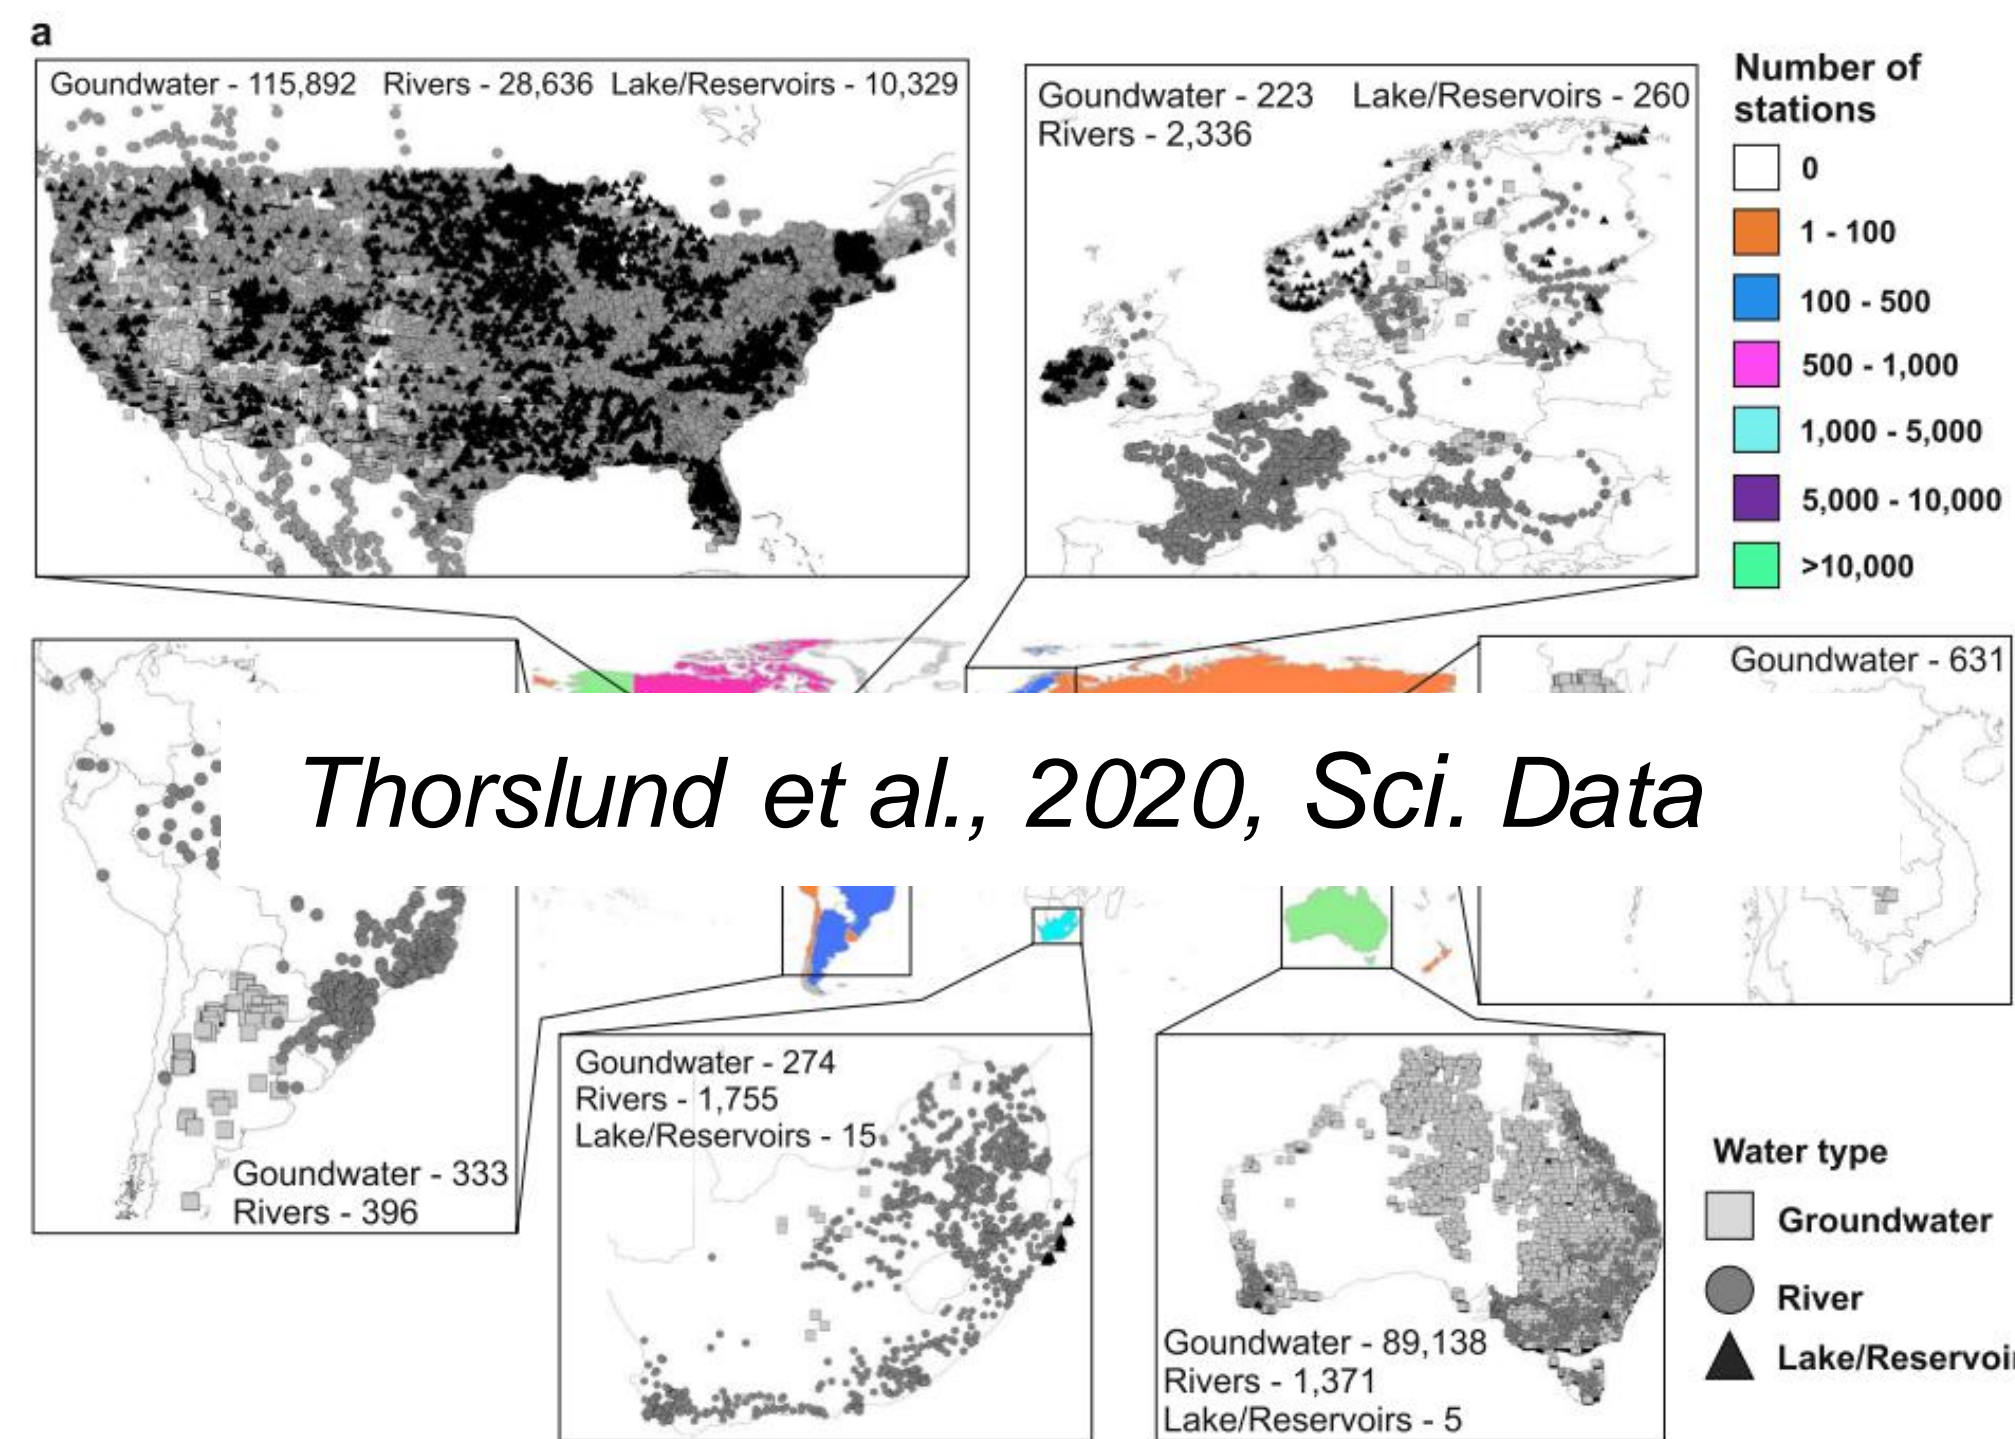 a
Goundwater - 115,892 Rivers - 28,636 Lake/Reservoirs - 10,329
Goundwater - 223 Lake/Reservoirs - 260
Rivers - 2,336
Number of
stations
0
1 - 100
100 - 500
500 - 1,000
1,000 - 5,000
5,000 - 10,000
>10,000
Goundwater - 631
Thorslund et al., 2020, Sci. Data
Goundwater - 333
Rivers - 396
Goundwater - 274
Rivers - 1,755
Lake/Reservoirs - 15
Goundwater - 89,138
Rivers - 1,371
Lake/Reservoirs - 5
Water type
Groundwater
River
Lake/Reservoir